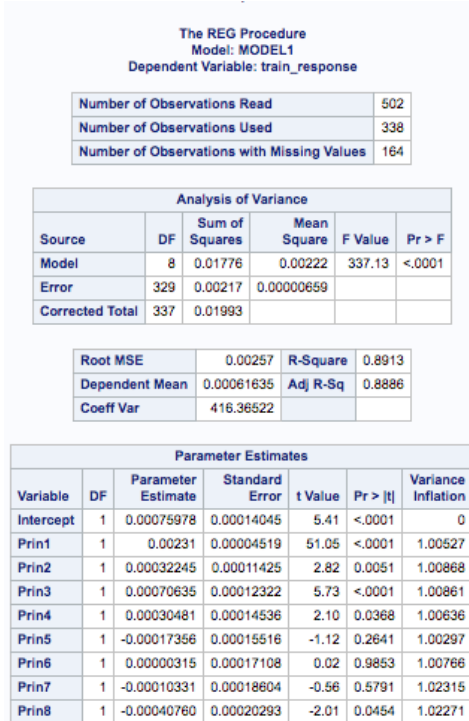 The REG Procedure
Model: MODEL1
Dependent Variable: train_response
Number of Observations Read 502
Number of Observations Used 338
Number of Observations with Missing Values 164
Analysis of Variance
Source DF Sum of Squares Mean Square F Value Pr > F
Model 8 0.01776 0.00222 337.13 <.0001
Error 329 0.00217 0.00000659
Corrected Total 337 0.01993
Root MSE 0.00257 R-Square 0.8913
Dependent Mean 0.00061635 Adj R-Sq 0.8886
Coeff Var 416.36522
Parameter Estimates
Variable DF Parameter Estimate Standard Error t Value Pr > |t| Variance Inflation
Intercept 1 0.00075978 0.00014045 5.41 <.0001 0
Prin1 1 0.00231 0.00004519 51.05 <.0001 1.00527
Prin2 1 0.00032245 0.00011425 2.82 0.0051 1.00868
Prin3 1 0.00070635 0.00012322 5.73 <.0001 1.00861
Prin4 1 0.00030481 0.00014536 2.10 0.0368 1.00636
Prin5 1 -0.00017356 0.00015516 -1.12 0.2641 1.00297
Prin6 1 0.00000315 0.00017108 0.02 0.9853 1.00766
Prin7 1 -0.00010331 0.00018604 -0.56 0.5791 1.02315
Prin8 1 -0.00040760 0.00020293 -2.01 0.0454 1.02271